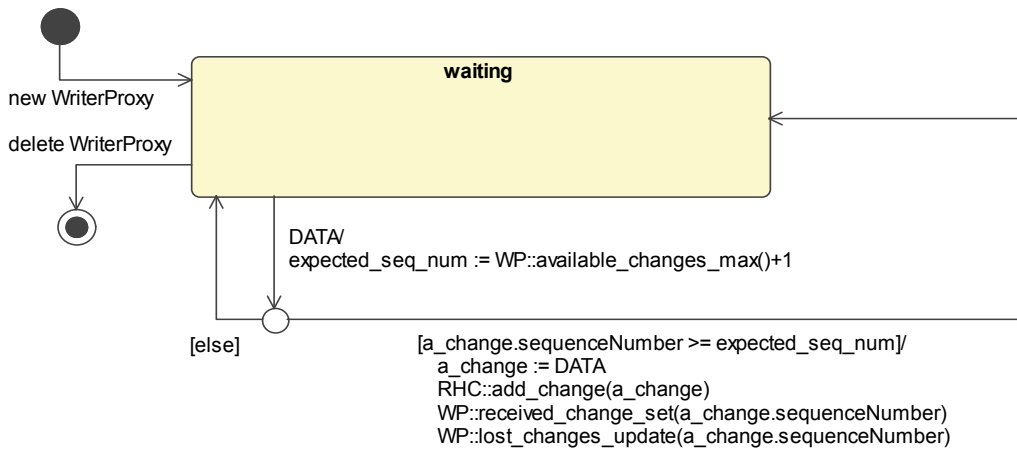 waiting
new WriterProxy
delete WriterProxy
DATA/
expected_seq_num := WP::available_changes_max()+1
[else]
[a_change.sequenceNumber >= expected_seq_num]/
a_change := DATA
RHC::add_change(a_change)
WP::received_change_set(a_change.sequenceNumber)
WP::lost_changes_update(a_change.sequenceNumber)